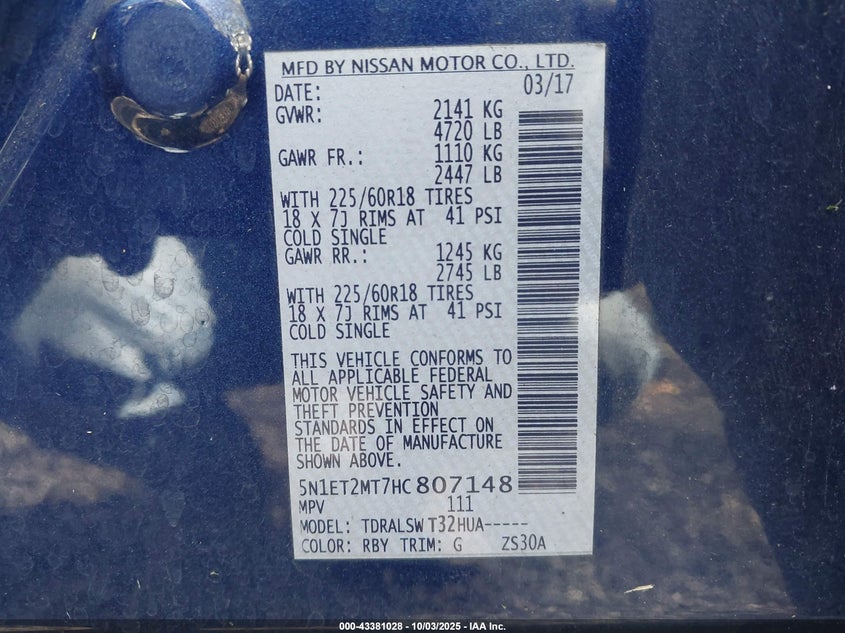 MFD BY NISSAN MOTOR CO., LTD.
DATE: 03/17
GVWR: 2141 KG
4720 LB
GAWR FR.: 1110 KG
2447 LB
WITH 225/60R18 TIRES
18 X 7J RIMS AT 41 PSI
COLD SINGLE
GAWR RR.: 1245 KG
2745 LB
WITH 225/60R18 TIRES
18 X 7J RIMS AT 41 PSI
COLD SINGLE
THIS VEHICLE CONFORMS TO
ALL APPLICABLE FEDERAL
MOTOR VEHICLE SAFETY AND
THEFT PREVENTION
STANDARDS IN EFFECT ON
THE DATE OF MANUFACTURE
SHOWN ABOVE.
5N1ET2MT7HC807148
MPV 111
MODEL: TDRALSWT32HUA-----
COLOR: RBY TRIM: G ZS30A
000-43381028 - 10/03/2025 - IAA Inc.